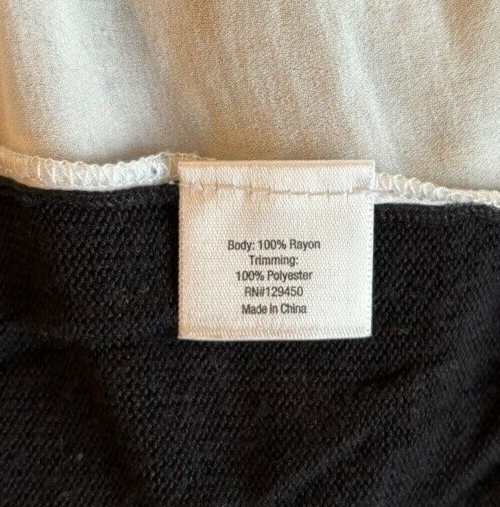 Body: 100% Rayon
Trimming:
100% Polyester
RN#129450
Made in China